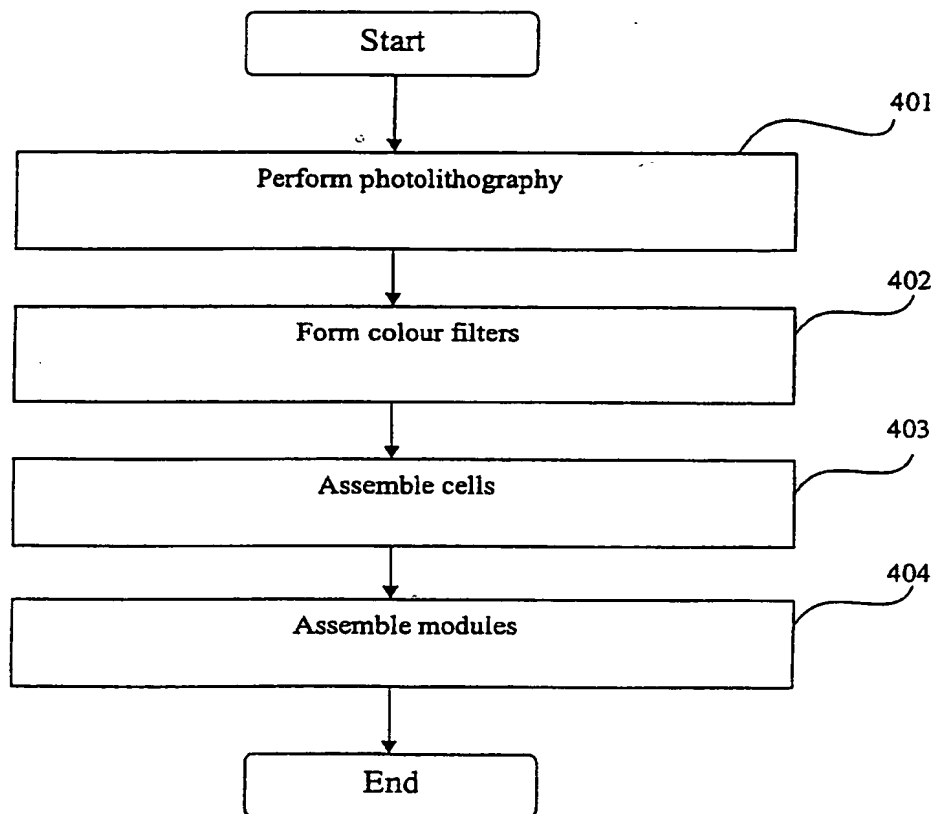 Start
401
Perform photolithography
402
Form colour filters
403
Assemble cells
404
Assemble modules
End